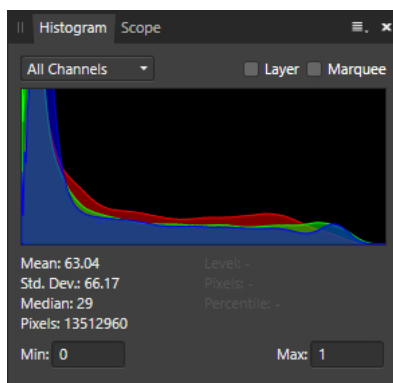 Histogram Scope
All Channels Layer Marquee
Mean: 63.04 Level: -
Std. Dev.: 66.17 Pixels: -
Median: 29 Percentile: -
Pixels: 13512960
Min: 0 Max: 1